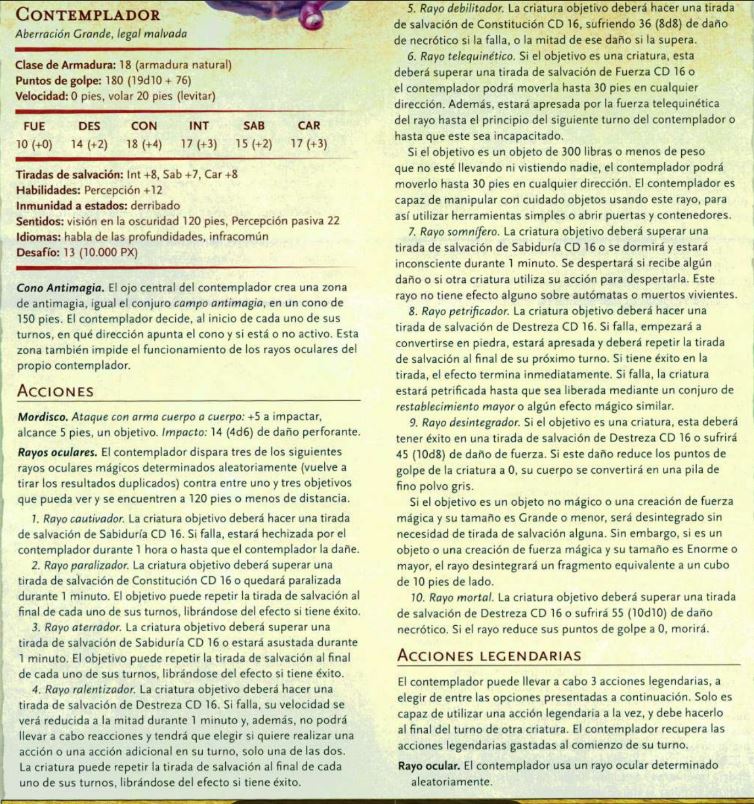 CONTEMPLADOR
Aberración Grande, legal malvada
Clase de Armadura: 18 (armadura natural)
Puntos de golpe: 180 (19d10 + 76)
Velocidad: 0 pies, volar 20 pies (levitar)
FUE DES CON INT SAB CAR
10 (+0) 14 (+2) 18 (+4) 17 (+3) 15 (+2) 17 (+3)
Tiradas de salvación: Int +8, Sab +7, Car +8
Habilidades: Percepción +12
Inmunidad a estados: derribado
Sentidos: visión en la oscuridad 120 pies, Percepción pasiva 22
Idiomas: habla de las profundidades, infracomún
Desafío: 13 (10.000 PX)
Cono Antimagia. El ojo central del contemplador crea una zona
de antimagia, igual el conjuro campo antimagia, en un cono de
150 pies. El contemplador decide, al inicio de cada uno de sus
turnos, en qué dirección apunta el cono y si está o no activo. Esta
zona también impide el funcionamiento de los rayos oculares del
propio contemplador.
ACCIONES
Mordisco. Ataque con arma cuerpo a cuerpo: +5 a impactar,
alcance 5 pies, un objetivo. Impacto: 14 (4d6) de daño perforante.
Rayos oculares. El contemplador dispara tres de los siguientes
rayos oculares mágicos determinados aleatoriamente (vuelve a
tirar los resultados duplicados) contra entre uno y tres objetivos
que pueda ver y se encuentren a 120 pies o menos de distancia.
1. Rayo cautivador. La criatura objetivo deberá hacer una tirada
de salvación de Sabiduría CD 16. Si falla, estará hechizada por el
contemplador durante 1 hora o hasta que el contemplador la dañe.
2. Rayo paralizador. La criatura objetivo deberá superar una
tirada de salvación de Constitución CD 16 o quedará paralizada
durante 1 minuto. El objetivo puede repetir la tirada de salvación al
final de cada uno de sus turnos, librándose del efecto si tiene éxito.
3. Rayo aterrador. La criatura objetivo deberá superar una
tirada de salvación de Sabiduría CD 16 o estará asustada durante
1 minuto. El objetivo puede repetir la tirada de salvación al final
de cada uno de sus turnos, librándose del efecto si tiene éxito.
4. Rayo ralentizador. La criatura objetivo deberá hacer una
tirada de salvación de Destreza CD 16. Si falla, su velocidad se
verá reducida a la mitad durante 1 minuto y, además, no podrá
llevar a cabo reacciones y tendrá que elegir si quiere realizar una
acción o una acción adicional en su turno, solo una de las dos.
La criatura puede repetir la tirada de salvación al final de cada
uno de sus turnos, librándose del efecto si tiene éxito.
5. Rayo debilitador. La criatura objetivo deberá hacer una tirada
de salvación de Constitución CD 16, sufriendo 36 (8d8) de daño
de necrótico si la falla, o la mitad de ese daño si la supera.
6. Rayo telequinético. Si el objetivo es una criatura, esta
deberá superar una tirada de salvación de Fuerza CD 16 o
el contemplador podrá moverla hasta 30 pies en cualquier
dirección. Además, estará apresada por la fuerza telequinética
del rayo hasta el principio del siguiente turno del contemplador o
hasta que este sea incapacitado.
Si el objetivo es un objeto de 300 libras o menos de peso
que no esté llevando ni vistiendo nadie, el contemplador podrá
moverlo hasta 30 pies en cualquier dirección. El contemplador es
capaz de manipular con cuidado objetos usando este rayo, para
así utilizar herramientas simples o abrir puertas y contenedores.
7. Rayo somnífero. La criatura objetivo deberá superar una
tirada de salvación de Sabiduría CD 16 o se dormirá y estará
inconsciente durante 1 minuto. Se despertará si recibe algún
daño o si otra criatura utiliza su acción para despertarla. Este
rayo no tiene efecto alguno sobre autómatas o muertos vivientes.
8. Rayo petrificador. La criatura objetivo deberá hacer una
tirada de salvación de Destreza CD 16. Si falla, empezará a
convertirse en piedra, estará apresada y deberá repetir la tirada
de salvación al final de su próximo turno. Si tiene éxito en la
tirada, el efecto termina inmediatamente. Si falla, la criatura
estará petrificada hasta que sea liberada mediante un conjuro de
restablecimiento mayor o algún efecto mágico similar.
9. Rayo desintegrador. Si el objetivo es una criatura, esta deberá
tener éxito en una tirada de salvación de Destreza CD 16 o sufrirá
45 (10d8) de daño de fuerza. Si este daño reduce los puntos de
golpe de la criatura a 0, su cuerpo se convertirá en una pila de
fino polvo gris.
Si el objetivo es un objeto no mágico o una creación de fuerza
mágica y su tamaño es Grande o menor, será desintegrado sin
necesidad de tirada de salvación alguna. Sin embargo, si es un
objeto o una creación de fuerza mágica y su tamaño es Enorme o
mayor, el rayo desintegrará un fragmento equivalente a un cubo
de 10 pies de lado.
10. Rayo mortal. La criatura objetivo deberá superar una tirada
de salvación de Destreza CD 16 o sufrirá 55 (10d10) de daño
necrótico. Si el rayo reduce sus puntos de golpe a 0, morirá.
ACCIONES LEGENDARIAS
El contemplador puede llevar a cabo 3 acciones legendarias, a
elegir de entre las opciones presentadas a continuación. Solo es
capaz de utilizar una acción legendaria a la vez, y debe hacerlo
al final del turno de otra criatura. El contemplador recupera las
acciones legendarias gastadas al comienzo de su turno.
Rayo ocular. El contemplador usa un rayo ocular determinado
aleatoriamente.